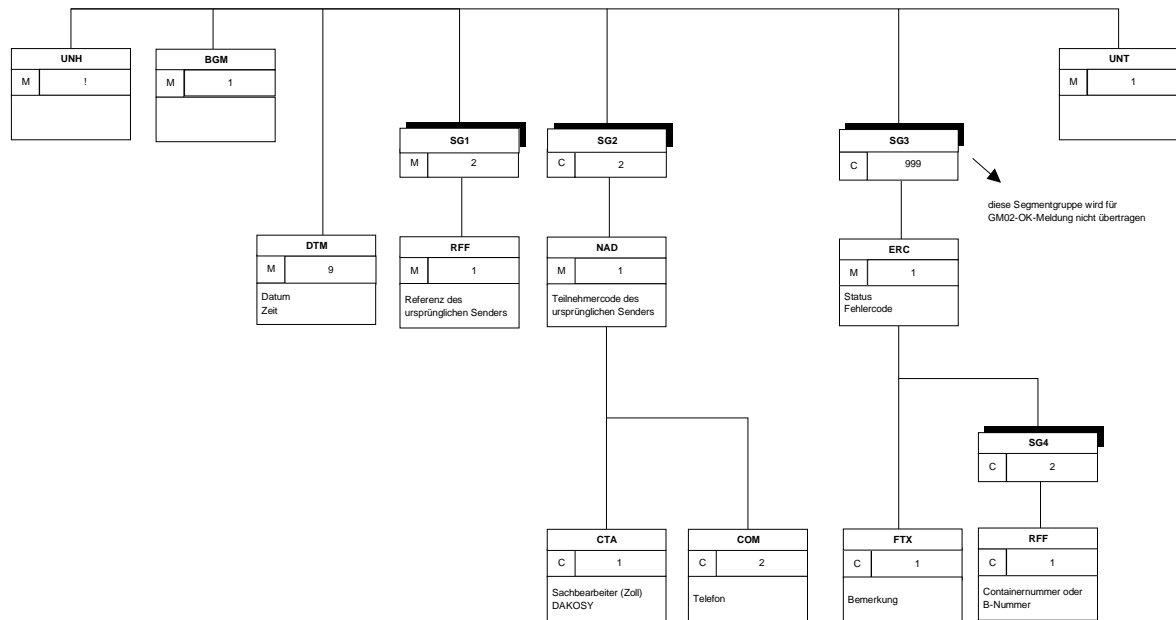 UNH
M !
BGM
M 1
UNT
M 1
SG1
M 2
SG2
C 2
SG3
C 999
diese Segmentgruppe wird für
GM02-OK-Meldung nicht übertragen
DTM
M 9
Datum
Zeit
RFF
M 1
Referenz des
ursprünglichen Senders
NAD
M 1
Teilnehmercode des
ursprünglichen Senders
ERC
M 1
Status
Fehlercode
SG4
C 2
CTA
C 1
Sachbearbeiter (Zoll)
DAKOSY
COM
C 2
Telefon
FTX
C 1
Bemerkung
RFF
C 1
Containernummer oder
B-Nummer